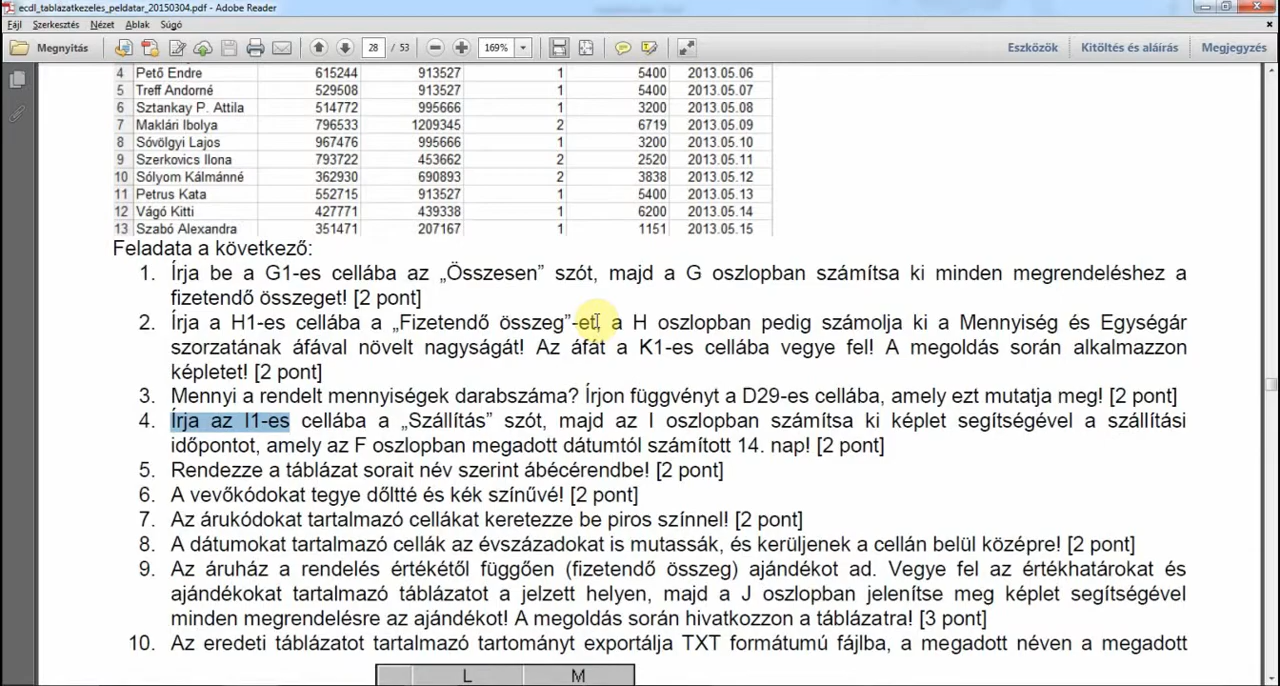 ecdl_tablazatkezeles_peldatar_20150304.pdf - Adobe Reader
Fájl Szerkesztés Nézet Ablak Súgó
Megnyitás 28 / 53 169% Eszközök Kitöltés és aláírás Megjegyzés
4 Pető Endre 615244 913527 1 5400 2013.05.06
5 Treff Andorné 529508 913527 1 5400 2013.05.07
6 Sztankay P. Attila 514772 995666 1 3200 2013.05.08
7 Maklári Ibolya 796533 1209345 2 6719 2013.05.09
8 Sóvölgyi Lajos 967476 995666 1 3200 2013.05.10
9 Szerkovics Ilona 793722 453662 2 2520 2013.05.11
10 Sólyom Kálmánné 362930 690893 2 3838 2013.05.12
11 Petrus Kata 552715 913527 1 5400 2013.05.13
12 Vágó Kitti 427771 439338 1 6200 2013.05.14
13 Szabó Alexandra 351471 207167 1 1151 2013.05.15
Feladata a következő:
1. Írja be a G1-es cellába az „Összesen” szót, majd a G oszlopban számítsa ki minden megrendeléshez a
fizetendő összeget! [2 pont]
2. Írja a H1-es cellába a „Fizetendő összeg”-et, a H oszlopban pedig számolja ki a Mennyiség és Egységár
szorzatának áfával növelt nagyságát! Az áfát a K1-es cellába vegye fel! A megoldás során alkalmazzon
képletet! [2 pont]
3. Mennyi a rendelt mennyiségek darabszáma? Írjon függvényt a D29-es cellába, amely ezt mutatja meg! [2 pont]
4. Írja az I1-es cellába a „Szállítás” szót, majd az I oszlopban számítsa ki képlet segítségével a szállítási
időpontot, amely az F oszlopban megadott dátumtól számított 14. nap! [2 pont]
5. Rendezze a táblázat sorait név szerint ábécérendbe! [2 pont]
6. A vevőkódokat tegye dőltté és kék színűvé! [2 pont]
7. Az árukódokat tartalmazó cellákat keretezze be piros színnel! [2 pont]
8. A dátumokat tartalmazó cellák az évszázadokat is mutassák, és kerüljenek a cellán belül középre! [2 pont]
9. Az áruház a rendelés értékétől függően (fizetendő összeg) ajándékot ad. Vegye fel az értékhatárokat és
ajándékokat tartalmazó táblázatot a jelzett helyen, majd a J oszlopban jelenítse meg képlet segítségével
minden megrendelésre az ajándékot! A megoldás során hivatkozzon a táblázatra! [3 pont]
10. Az eredeti táblázatot tartalmazó tartományt exportálja TXT formátumú fájlba, a megadott néven a megadott
L M